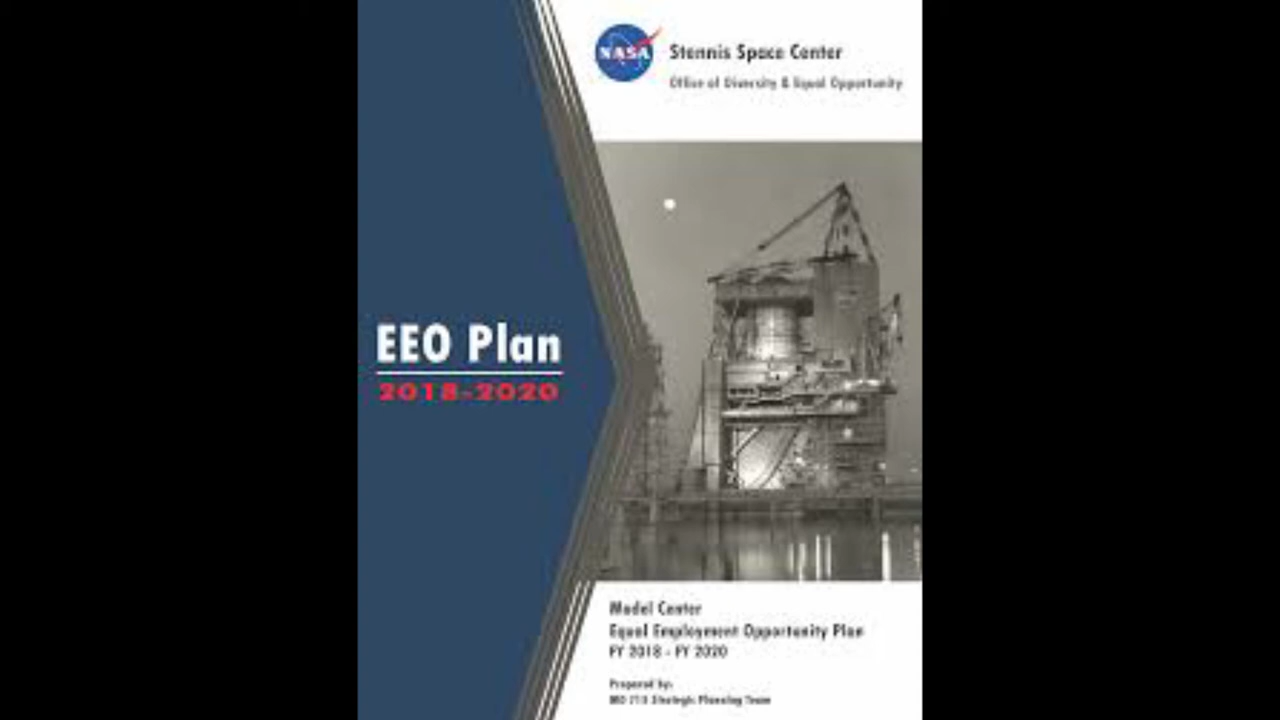 NASA
Stennis Space Center
Office of Diversity & Equal Opportunity
EEO Plan
2018-2020
Model Center
Equal Employment Opportunity Plan
FY 2018 - FY 2020
Prepared by:
Strategic Planning Team